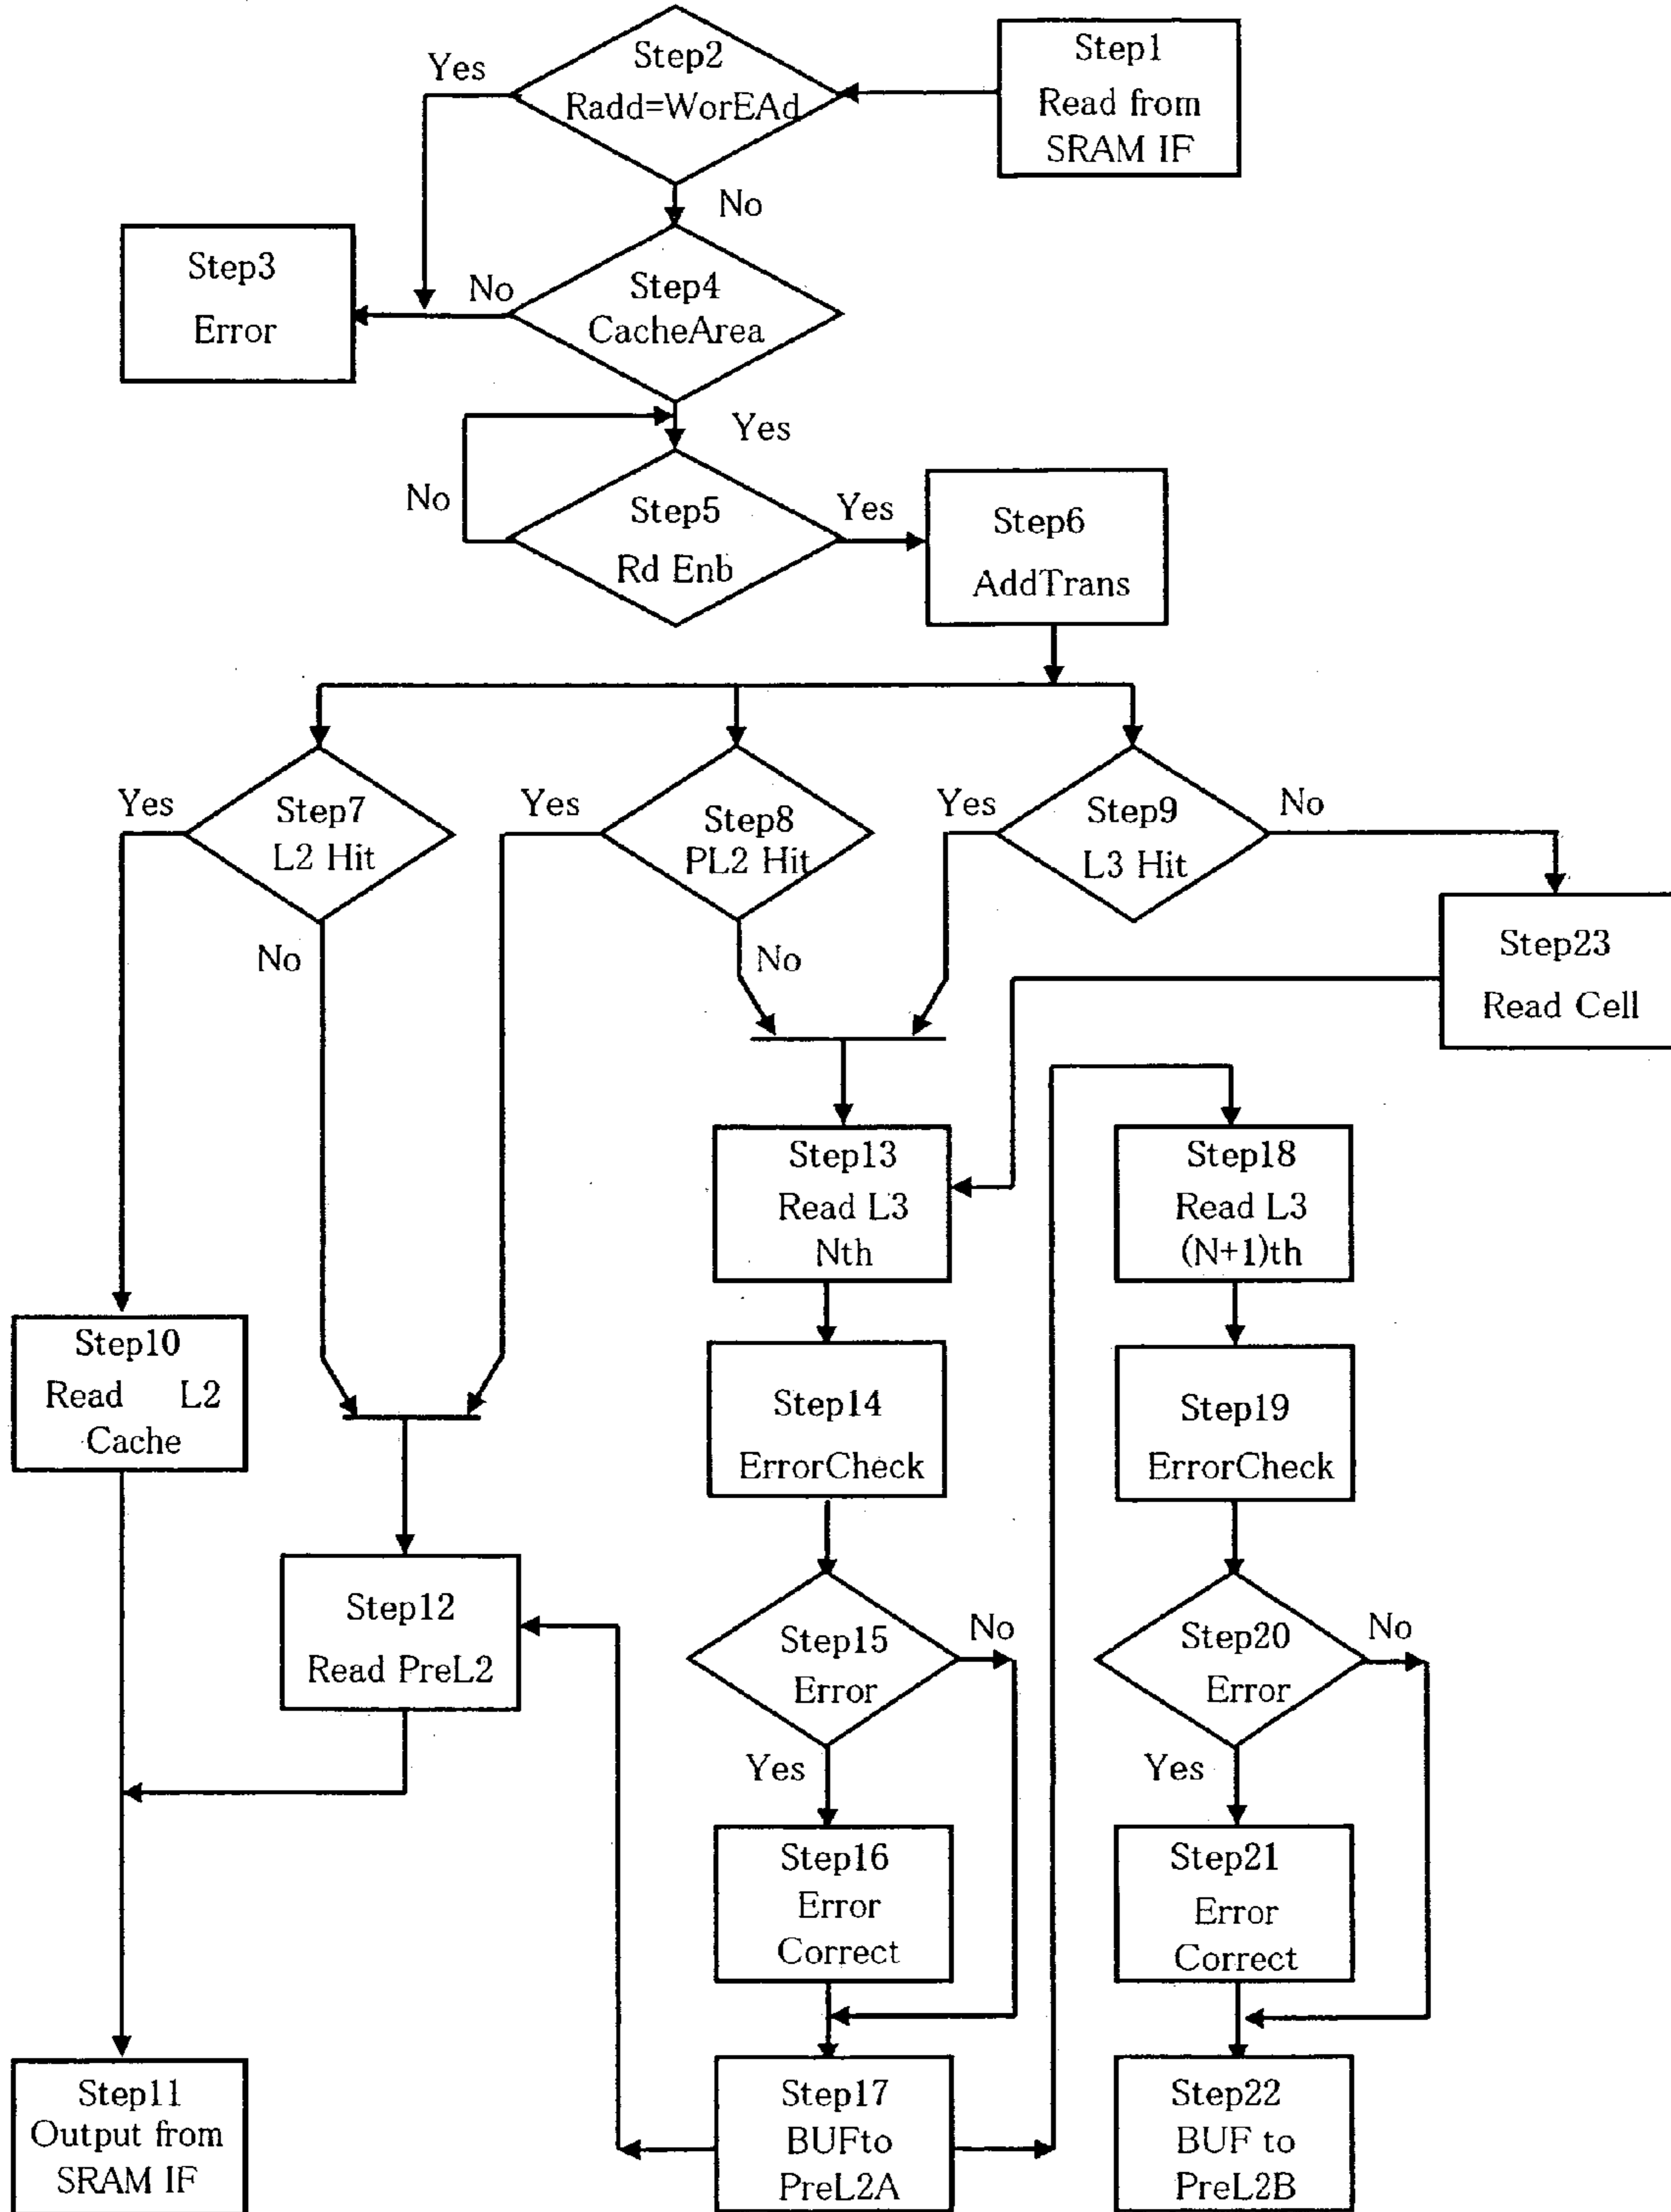 Step1
Read from
SRAM IF
Step2
Radd=WorEAd
Yes
No
Step3
Error
No
Step4
CacheArea
Yes
No
Step5
Rd Enb
Yes
Step6
AddTrans
Yes
Step7
L2 Hit
No
Yes
Step8
PL2 Hit
No
Yes
Step9
L3 Hit
No
Step23
Read Cell
Step13
Read L3
Nth
Step18
Read L3
(N+1)th
Step10
Read L2
Cache
Step14
ErrorCheck
Step19
ErrorCheck
Step12
Read PreL2
Step15
Error
No
Yes
Step20
Error
No
Yes
Step16
Error
Correct
Step21
Error
Correct
Step11
Output from
SRAM IF
Step17
BUFto
PreL2A
Step22
BUF to
PreL2B